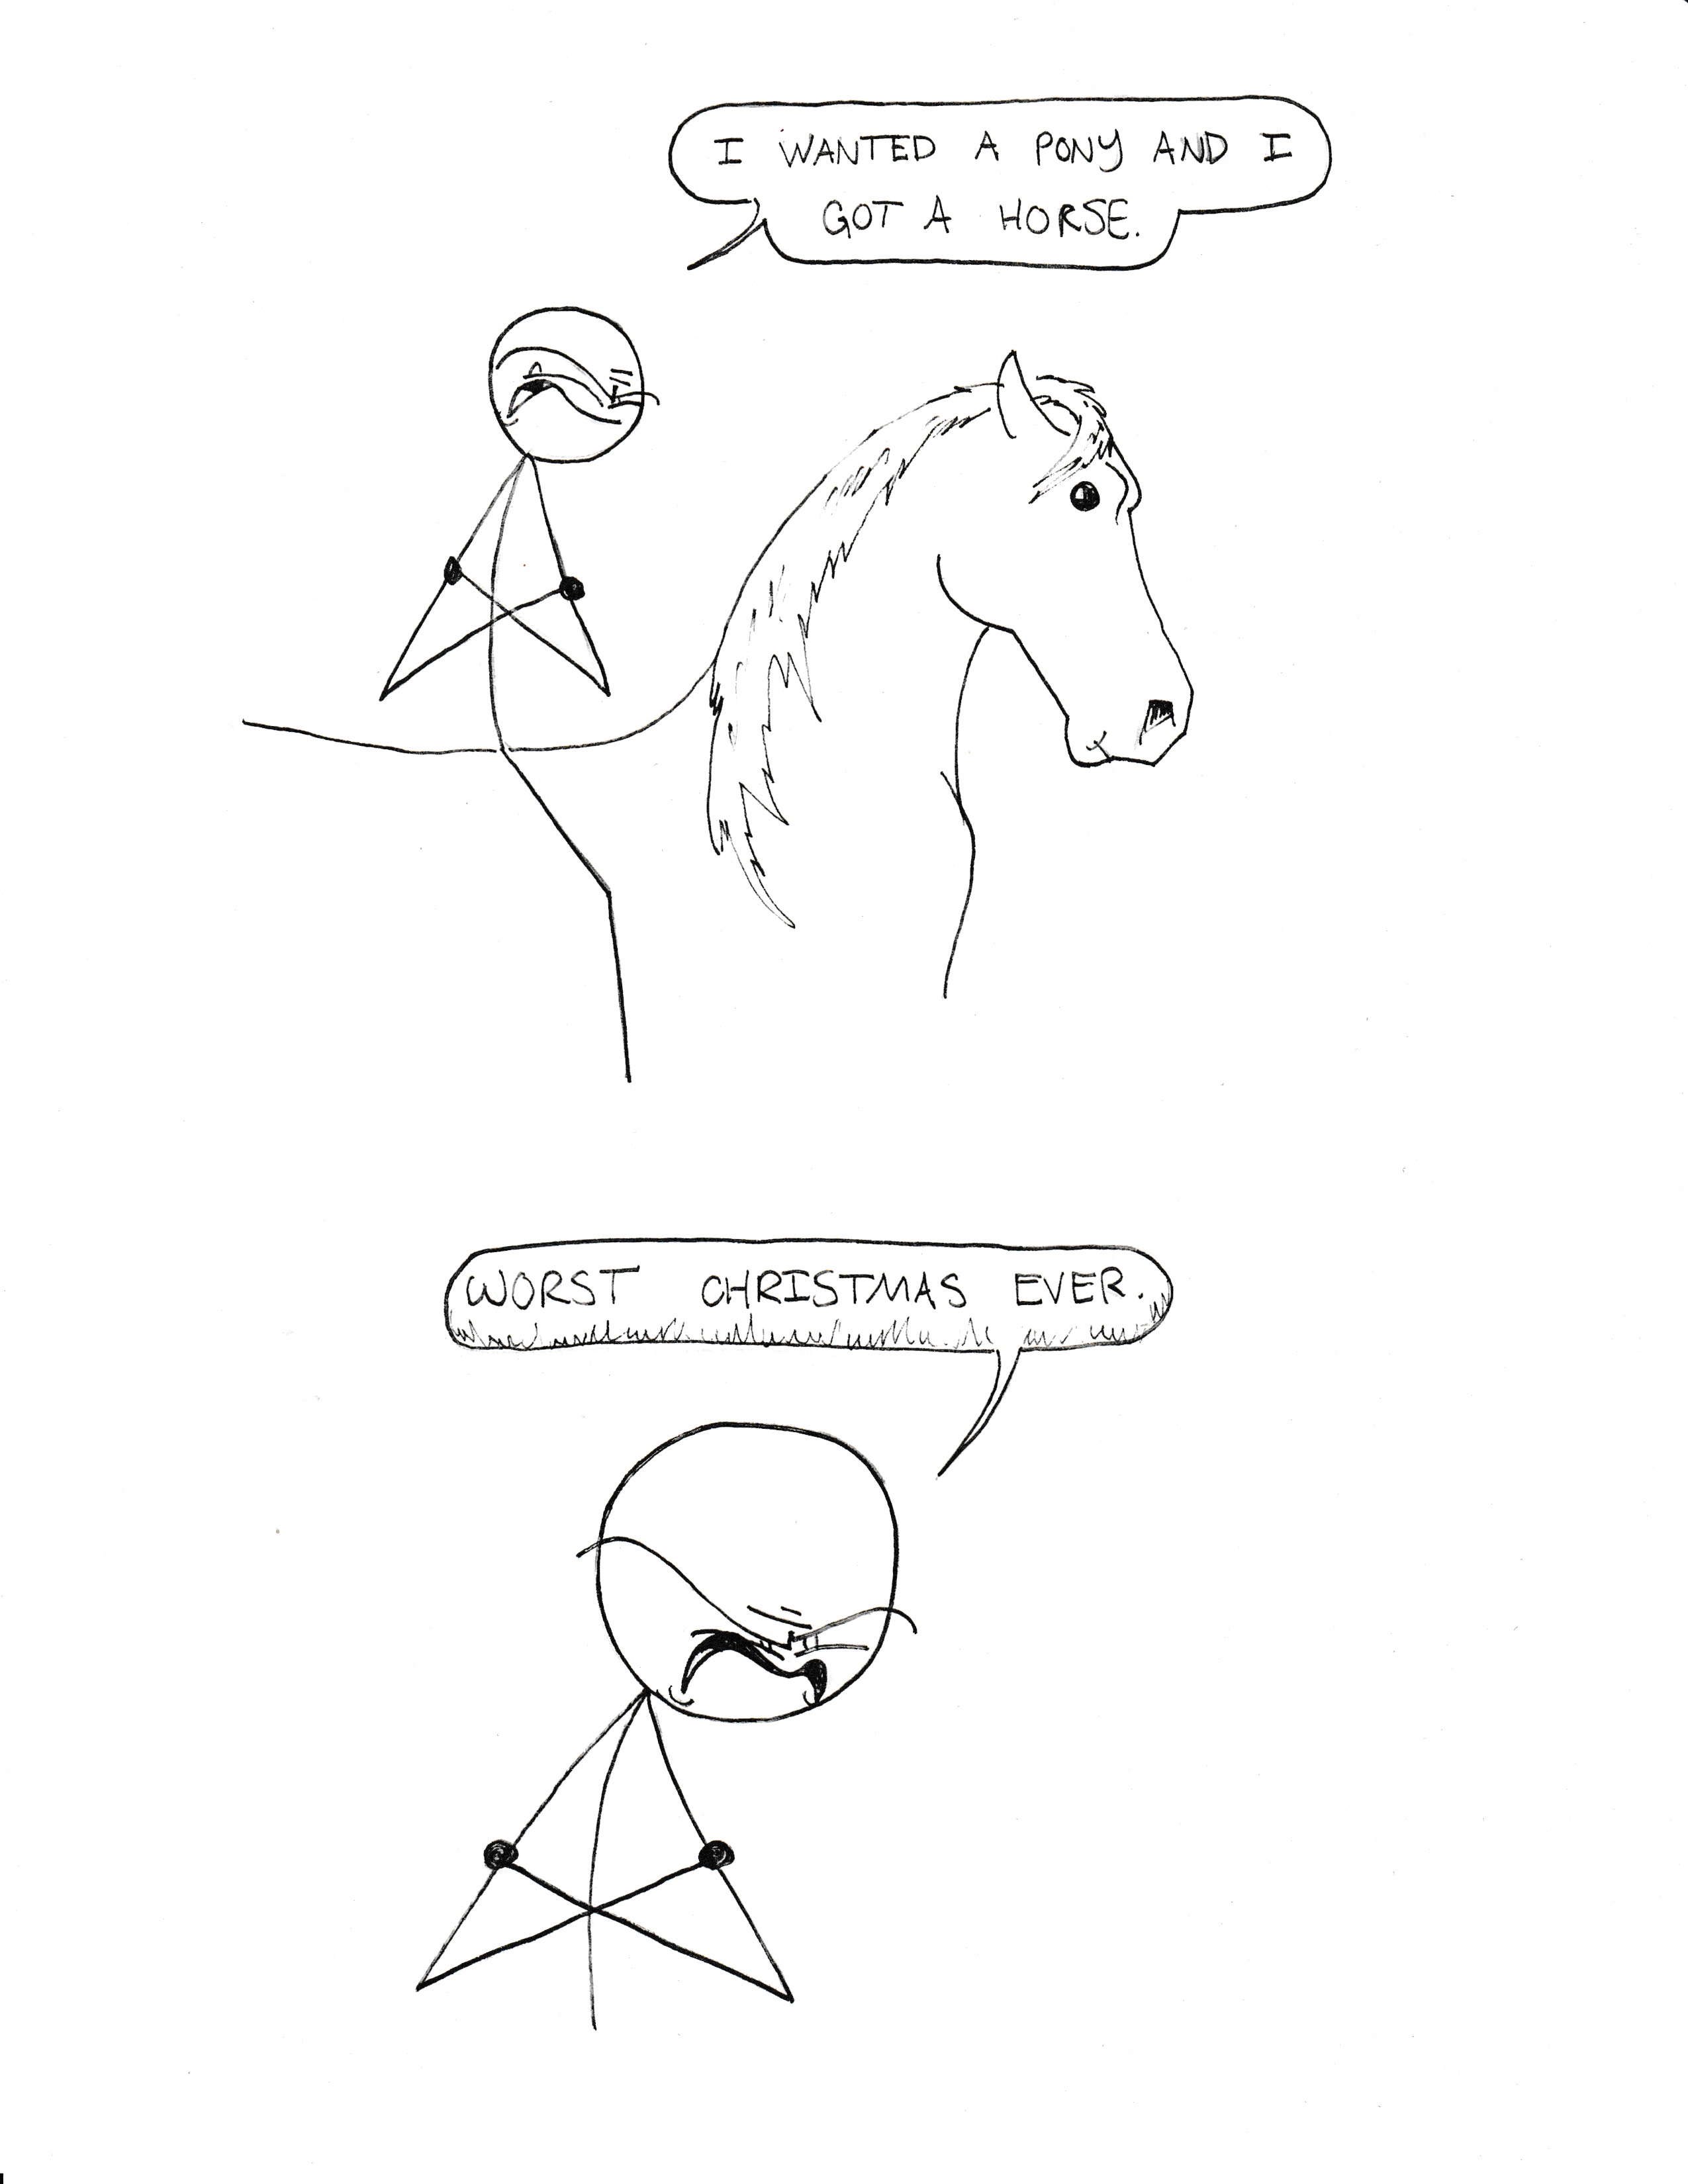 I WANTED A PONY AND I
GOT A HORSE.
WORST CHRISTMAS EVER.